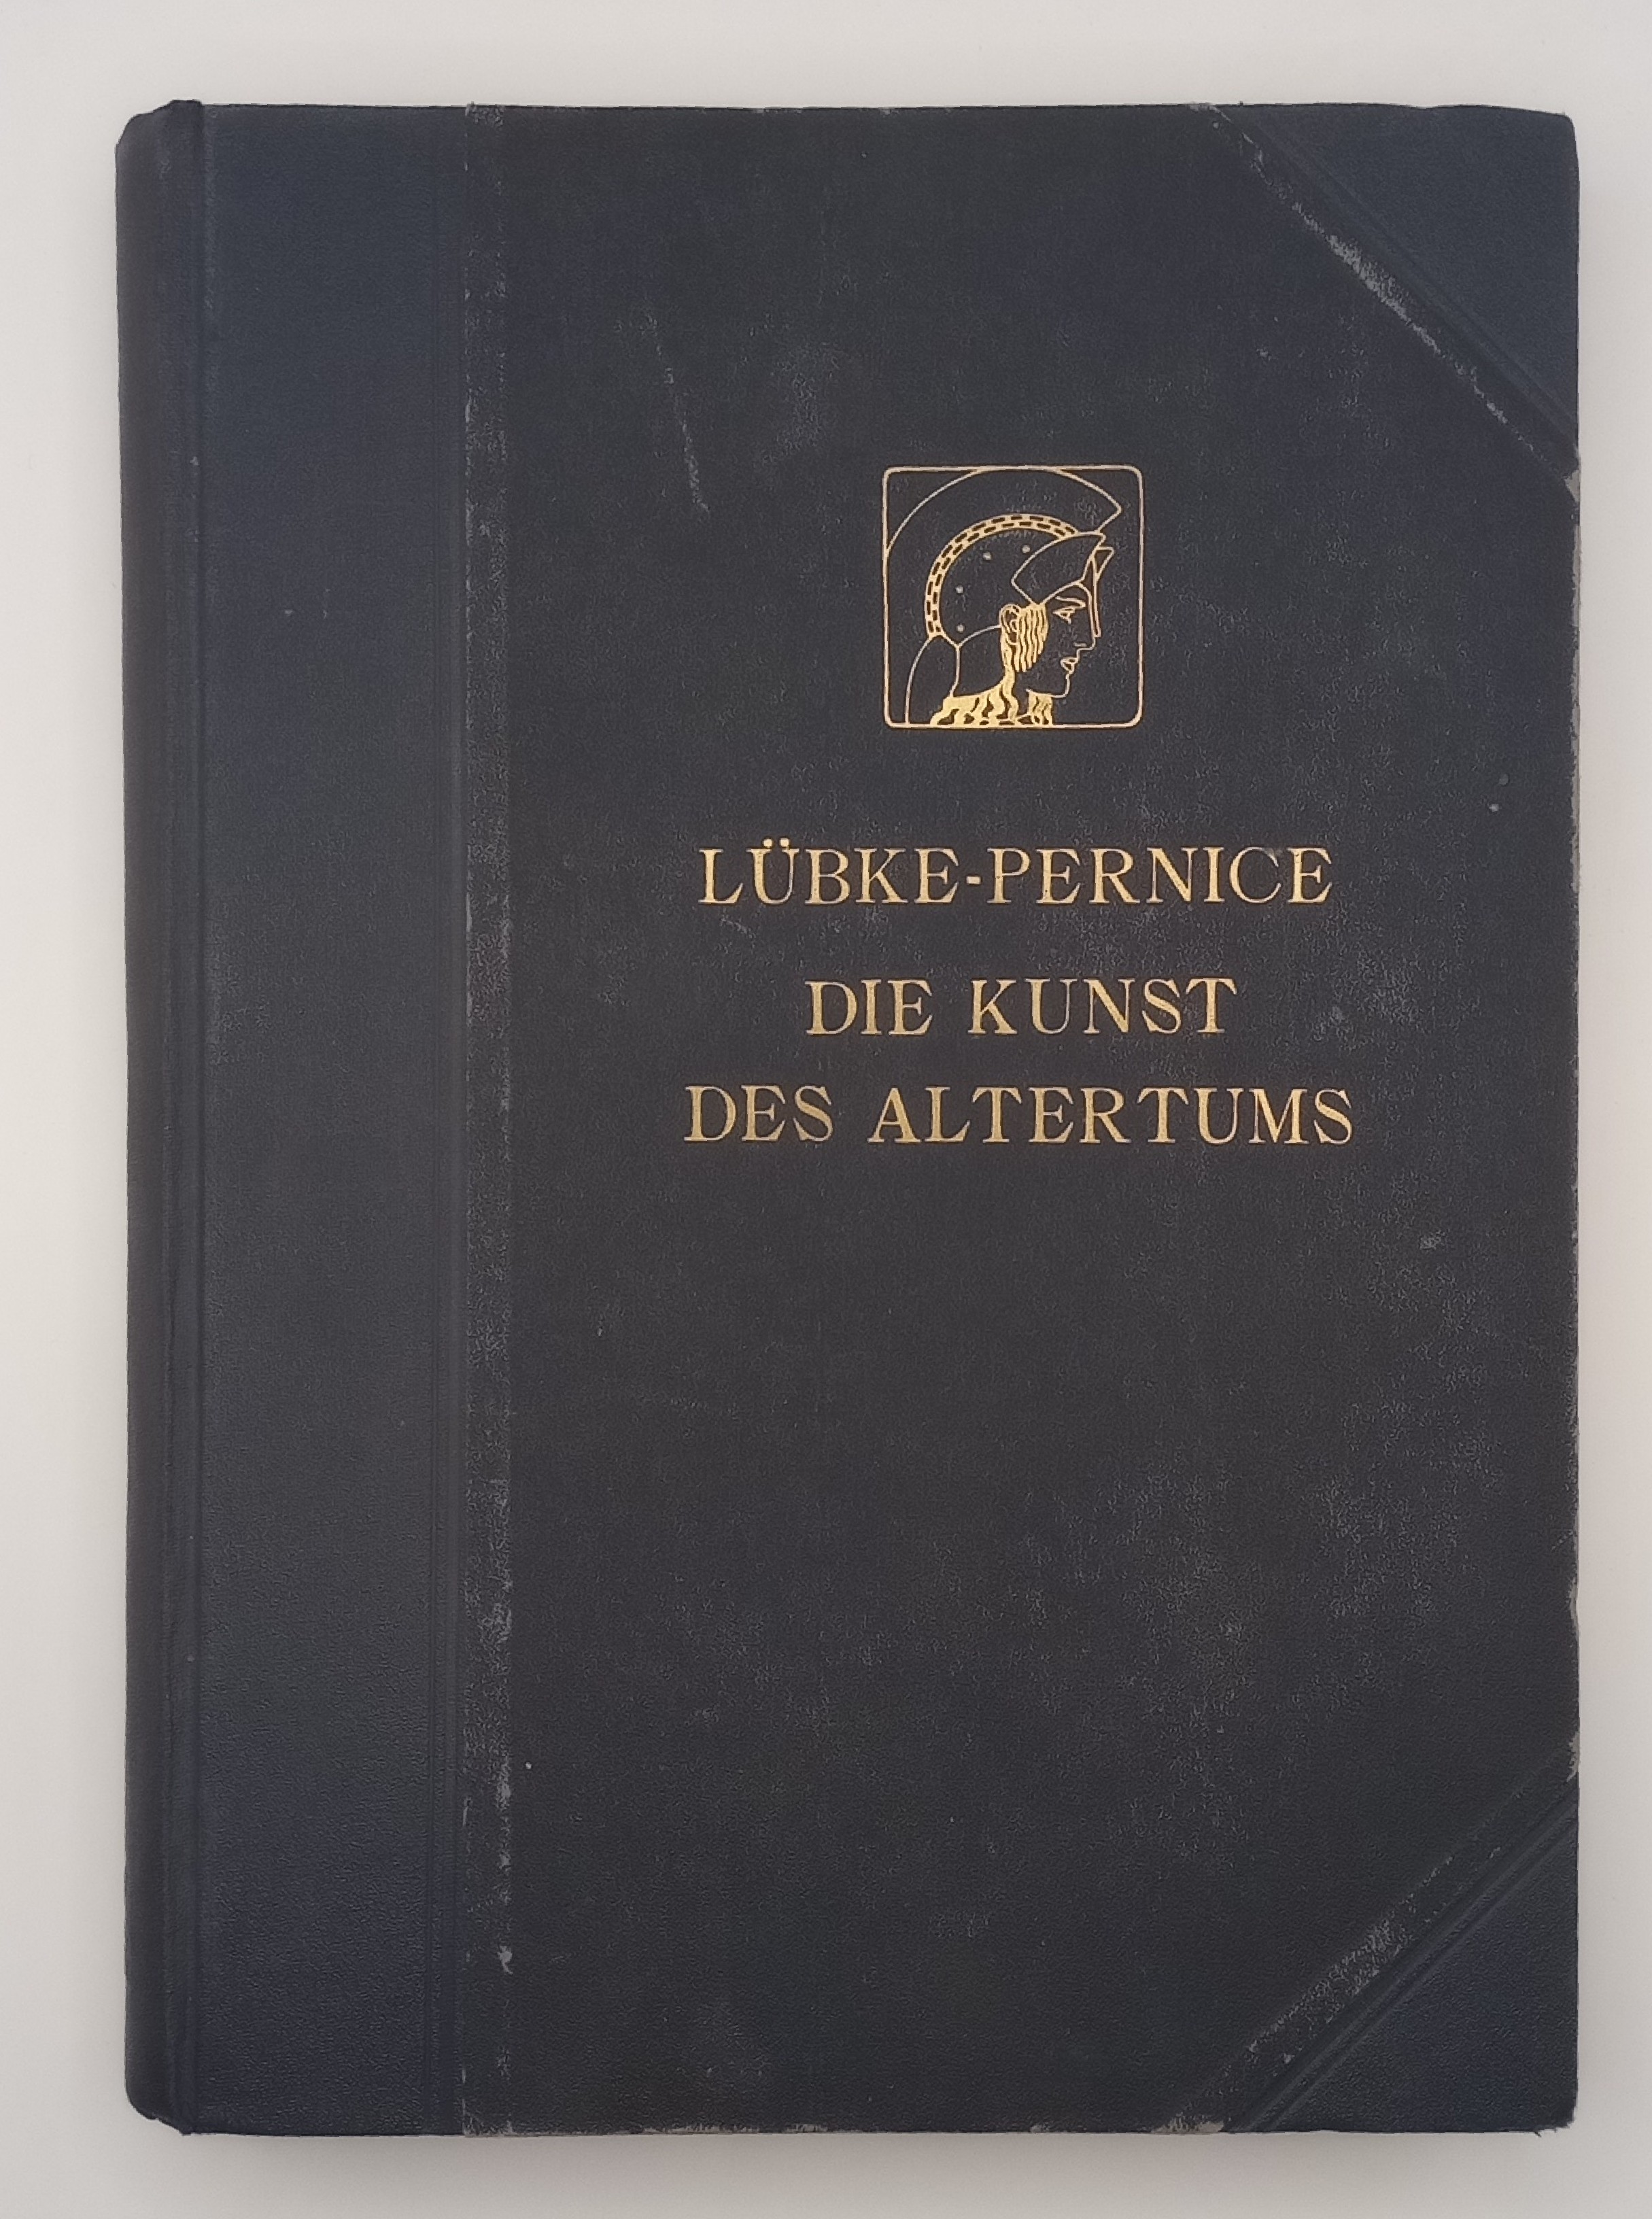 LÜBKE-PERNICE
DIE KUNST
DES ALTERTUMS